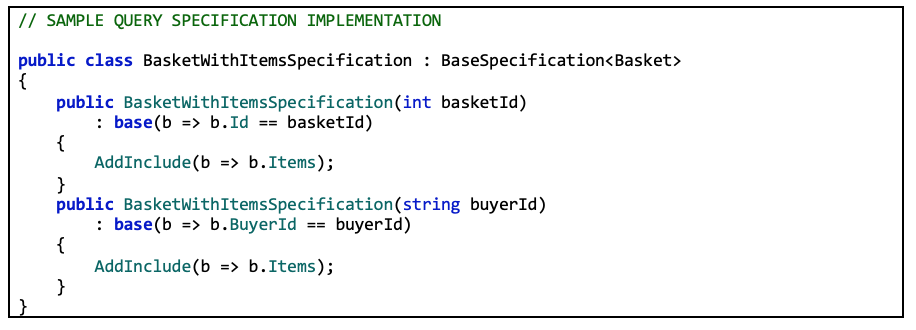 // SAMPLE QUERY SPECIFICATION IMPLEMENTATION
public class BasketWithItemsSpecification : BaseSpecification<Basket>
{
    public BasketWithItemsSpecification(int basketId)
        : base(b => b.Id == basketId)
    {
        AddInclude(b => b.Items);
    }
    public BasketWithItemsSpecification(string buyerId)
        : base(b => b.BuyerId == buyerId)
    {
        AddInclude(b => b.Items);
    }
}